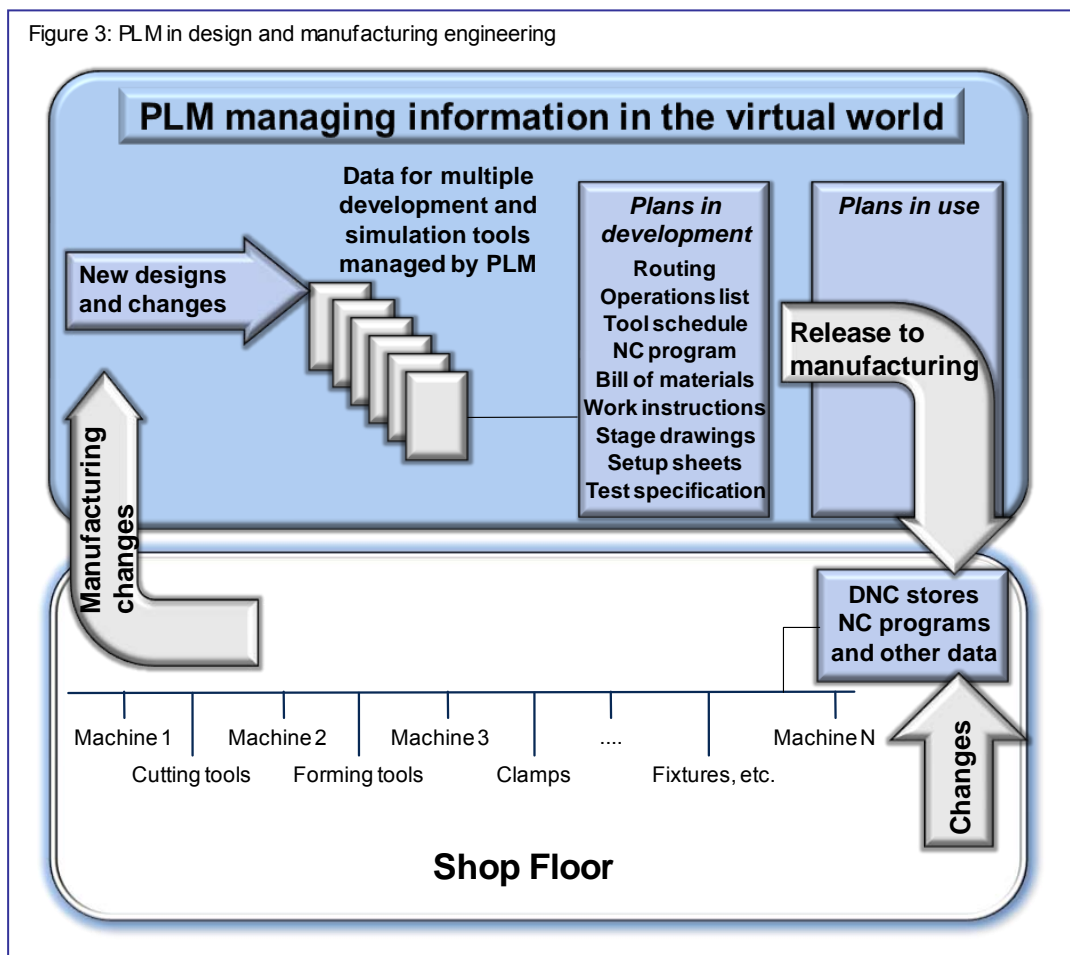 Figure 3: PLM in design and manufacturing engineering
PLM managing information in the virtual world
New designs
and changes
Data for multiple
development and
simulation tools
managed by PLM
Plans in
development
Routing
Operations list
Tool schedule
NC program
Bill of materials
Work instructions
Stage drawings
Setup sheets
Test specification
Plans in use
Release to
manufacturing
Manufacturing
changes
DNC stores
NC programs
and other data
Machine 1
Machine 2
Machine 3
....
Machine N
Cutting tools
Forming tools
Clamps
Fixtures, etc.
Changes
Shop Floor